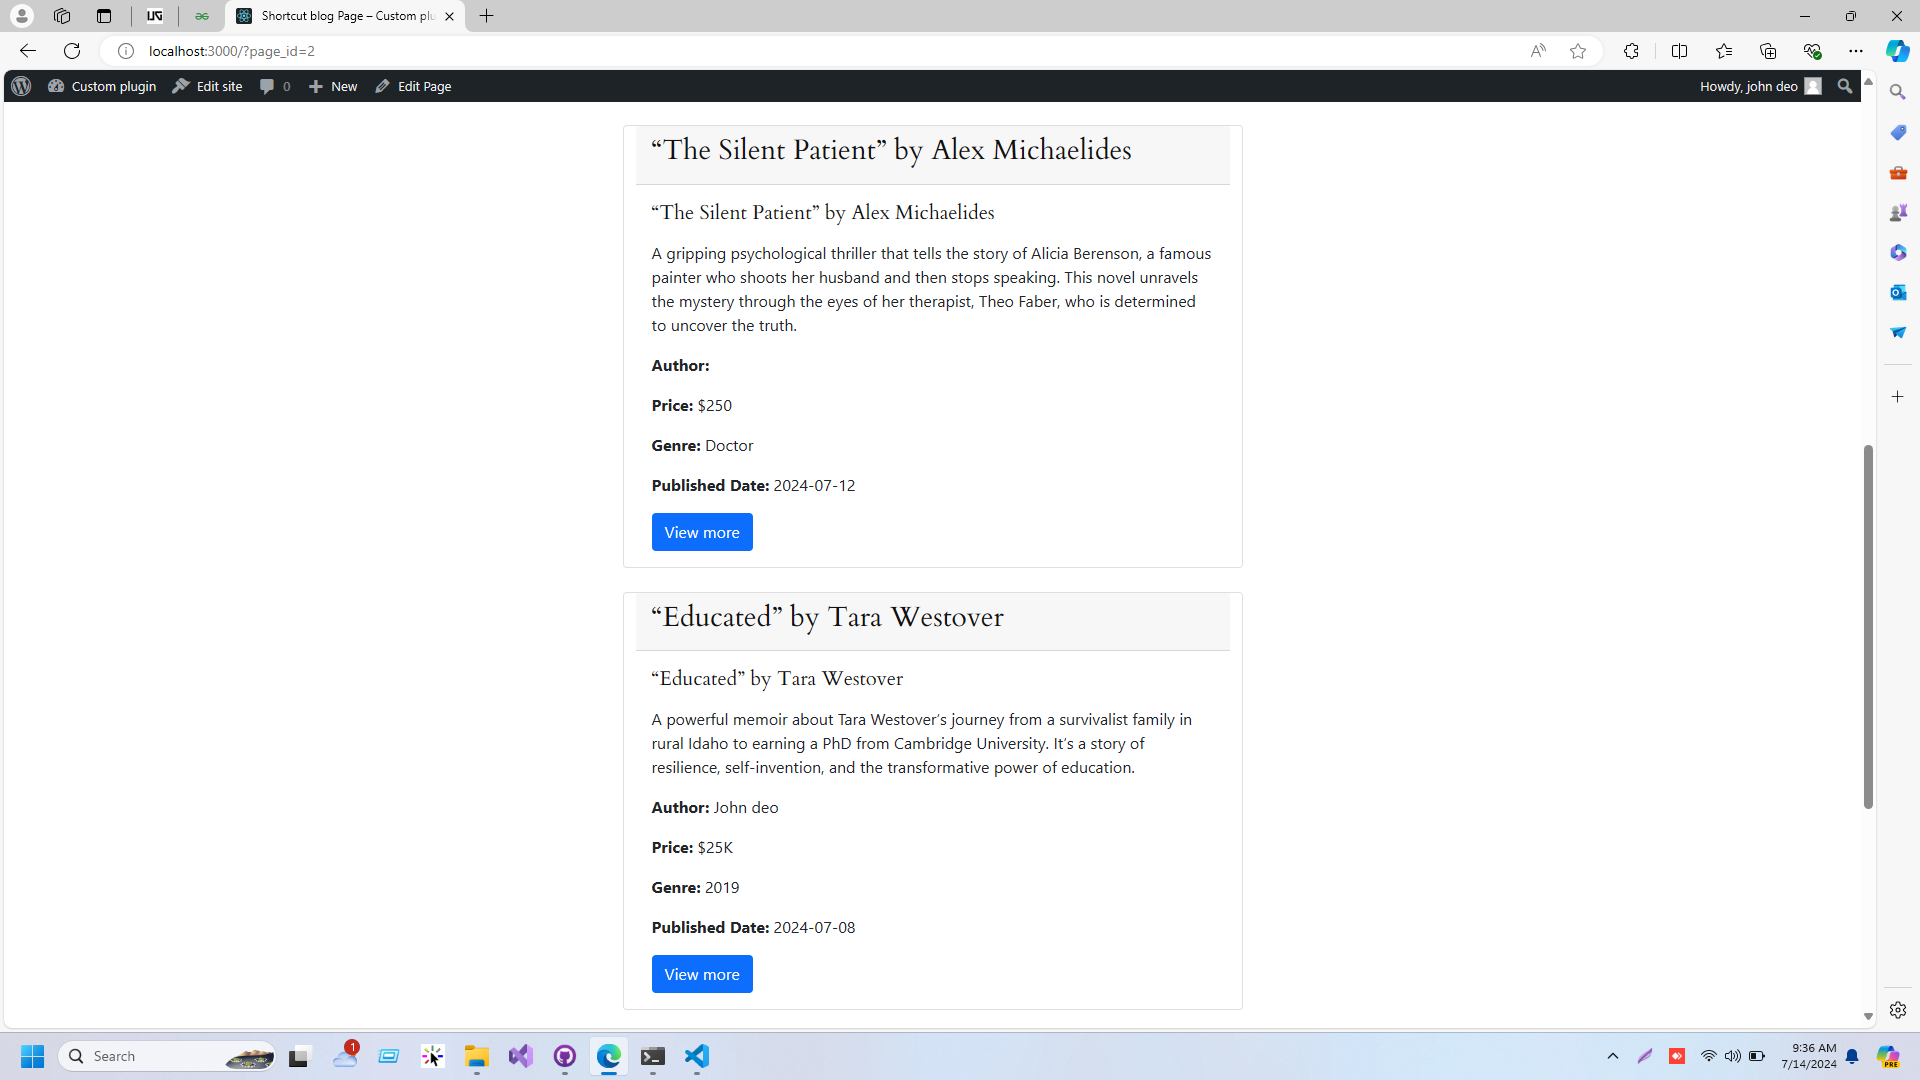 Shortcut blog Page – Custom plu
localhost:3000/?page_id=2
Custom plugin
Edit site
0
New
Edit Page
Howdy, john deo
“The Silent Patient” by Alex Michaelides
“The Silent Patient” by Alex Michaelides
A gripping psychological thriller that tells the story of Alicia Berenson, a famous
painter who shoots her husband and then stops speaking. This novel unravels
the mystery through the eyes of her therapist, Theo Faber, who is determined
to uncover the truth.
Author:
Price: $250
Genre: Doctor
Published Date: 2024-07-12
View more
“Educated” by Tara Westover
“Educated” by Tara Westover
A powerful memoir about Tara Westover’s journey from a survivalist family in
rural Idaho to earning a PhD from Cambridge University. It’s a story of
resilience, self-invention, and the transformative power of education.
Author: John deo
Price: $25K
Genre: 2019
Published Date: 2024-07-08
View more
Search
1
9:36 AM
7/14/2024
PRE